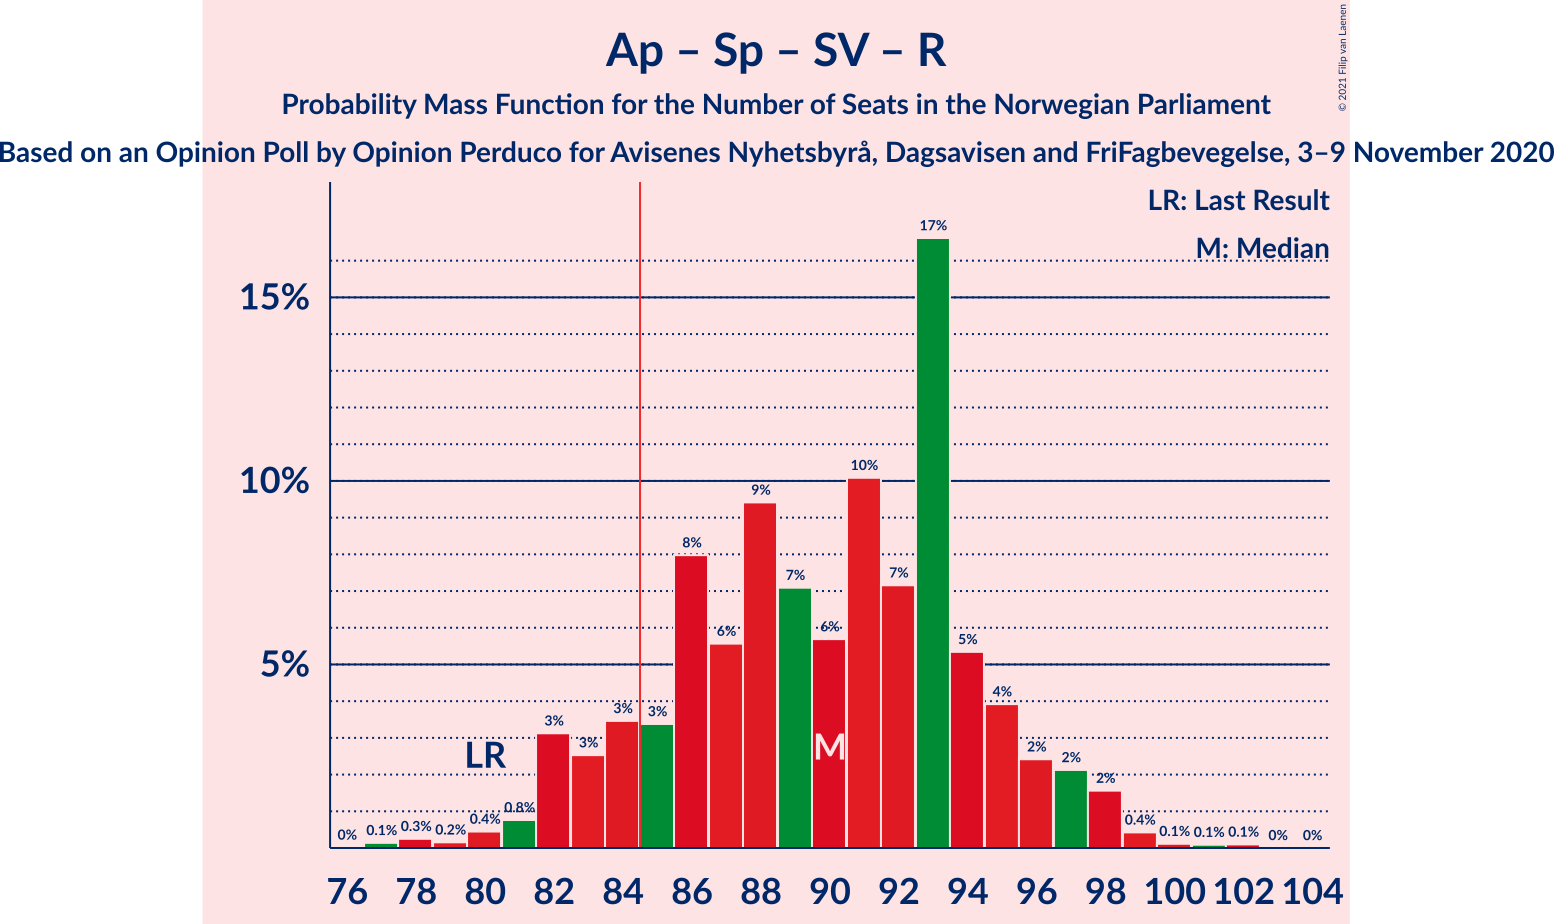 Ap – Sp – SV – R
Probability Mass Function for the Number of Seats in the Norwegian Parliament
Based on an Opinion Poll by Opinion Perduco for Avisenes Nyhetsbyrå, Dagsavisen and FriFagbevegelse, 3–9 November 2020
© 2021 Filip van Laenen
LR: Last Result
M: Median
15%
10%
5%
0% 0.1% 0.3% 0.2% 0.4% 0.8% 3% 3% 3% 3% 8% 6% 9% 7% 6% 10% 7% 17% 5% 4% 2% 2% 2% 0.4% 0.1% 0.1% 0.1% 0% 0%
LR
M
76 78 80 82 84 86 88 90 92 94 96 98 100 102 104